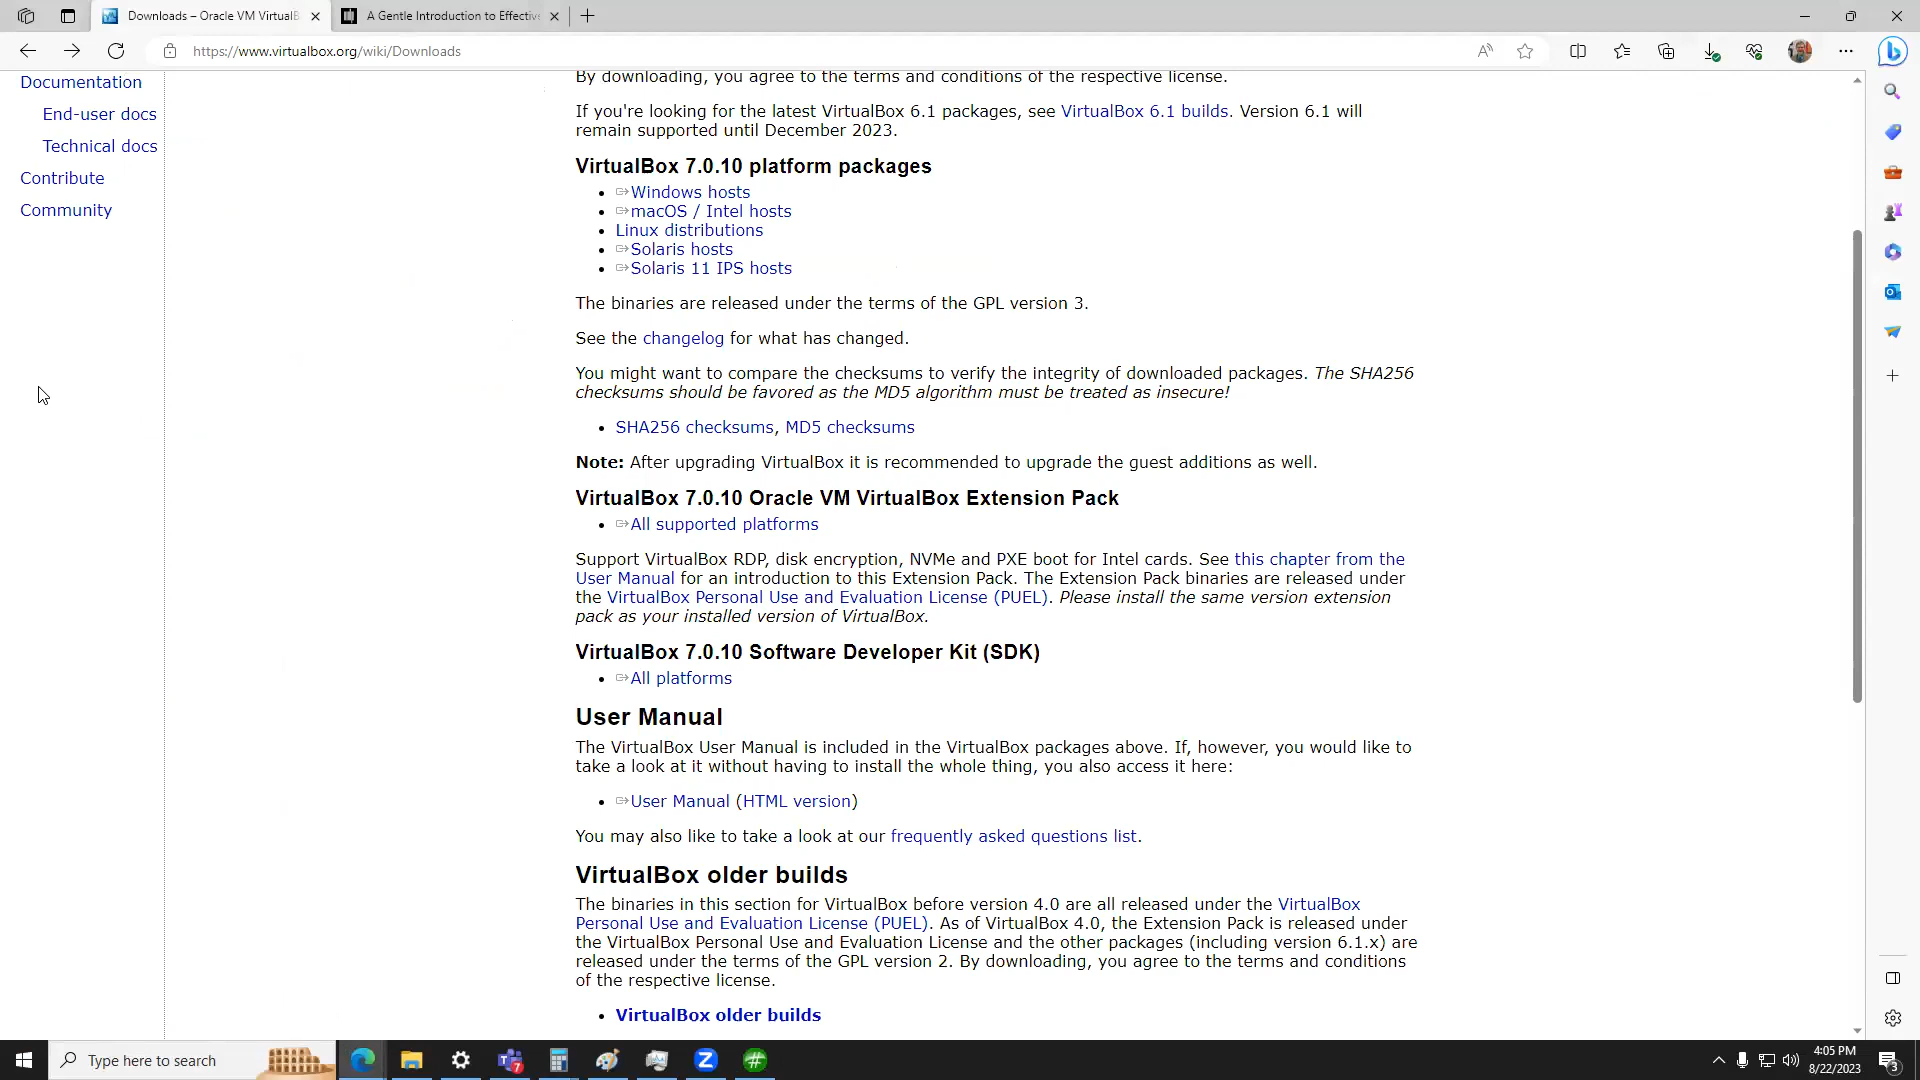 Downloads – Oracle VM VirtualB
A Gentle Introduction to Effectiv
https://www.virtualbox.org/wiki/Downloads
Documentation
End-user docs
Technical docs
Contribute
Community
By downloading, you agree to the terms and conditions of the respective license.
If you're looking for the latest VirtualBox 6.1 packages, see VirtualBox 6.1 builds. Version 6.1 will
remain supported until December 2023.
VirtualBox 7.0.10 platform packages
Windows hosts
macOS / Intel hosts
Linux distributions
Solaris hosts
Solaris 11 IPS hosts
The binaries are released under the terms of the GPL version 3.
See the changelog for what has changed.
You might want to compare the checksums to verify the integrity of downloaded packages. The SHA256
checksums should be favored as the MD5 algorithm must be treated as insecure!
SHA256 checksums, MD5 checksums
Note: After upgrading VirtualBox it is recommended to upgrade the guest additions as well.
VirtualBox 7.0.10 Oracle VM VirtualBox Extension Pack
All supported platforms
Support VirtualBox RDP, disk encryption, NVMe and PXE boot for Intel cards. See this chapter from the
User Manual for an introduction to this Extension Pack. The Extension Pack binaries are released under
the VirtualBox Personal Use and Evaluation License (PUEL). Please install the same version extension
pack as your installed version of VirtualBox.
VirtualBox 7.0.10 Software Developer Kit (SDK)
All platforms
User Manual
The VirtualBox User Manual is included in the VirtualBox packages above. If, however, you would like to
take a look at it without having to install the whole thing, you also access it here:
User Manual (HTML version)
You may also like to take a look at our frequently asked questions list.
VirtualBox older builds
The binaries in this section for VirtualBox before version 4.0 are all released under the VirtualBox
Personal Use and Evaluation License (PUEL). As of VirtualBox 4.0, the Extension Pack is released under
the VirtualBox Personal Use and Evaluation License and the other packages (including version 6.1.x) are
released under the terms of the GPL version 2. By downloading, you agree to the terms and conditions
of the respective license.
VirtualBox older builds
Type here to search
7
4:05 PM
8/22/2023
3